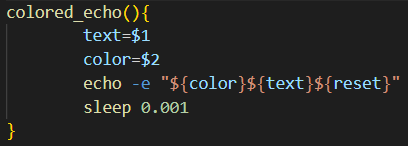 colored_echo(){
        text=$1
        color=$2
        echo -e "${color}${text}${reset}"
        sleep 0.001
}